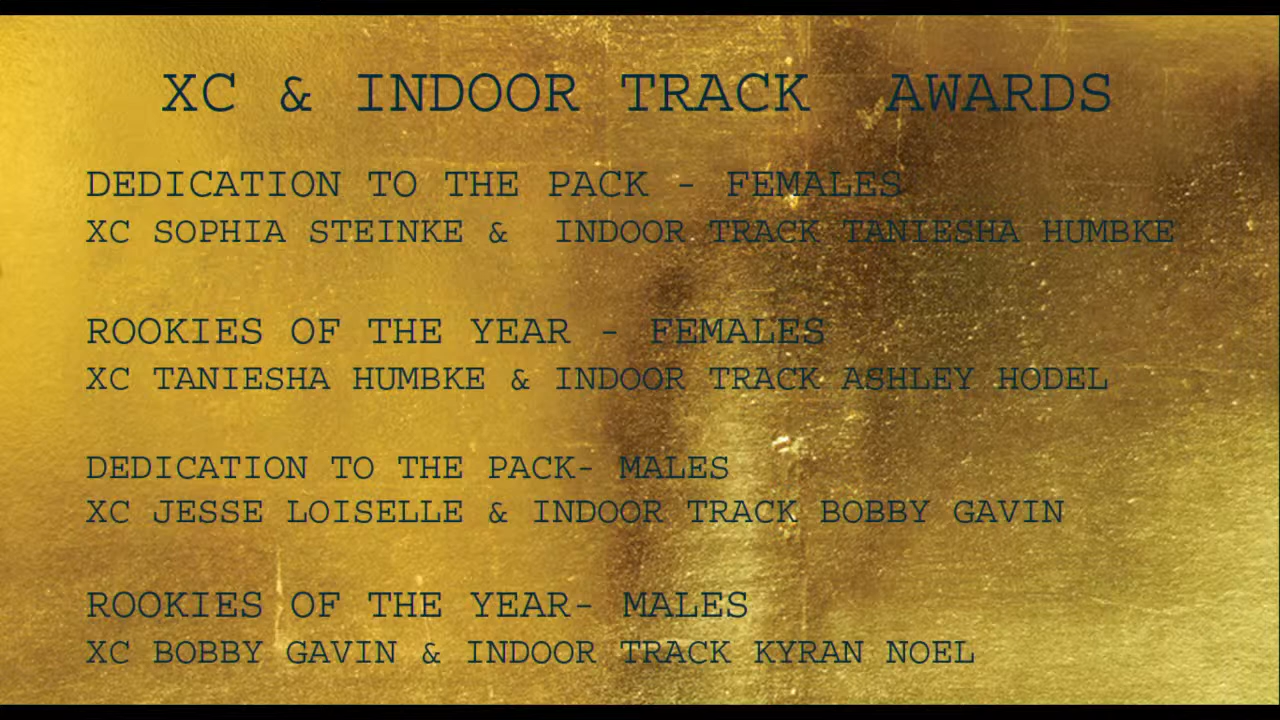 XC & INDOOR TRACK AWARDS
DEDICATION TO THE PACK - FEMALES
XC SOPHIA STEINKE & INDOOR TRACK TANIESHA HUMBKE
ROOKIES OF THE YEAR - FEMALES
XC TANIESHA HUMBKE & INDOOR TRACK ASHLEY HODEL
DEDICATION TO THE PACK- MALES
XC JESSE LOISELLE & INDOOR TRACK BOBBY GAVIN
ROOKIES OF THE YEAR- MALES
XC BOBBY GAVIN & INDOOR TRACK KYRAN NOEL